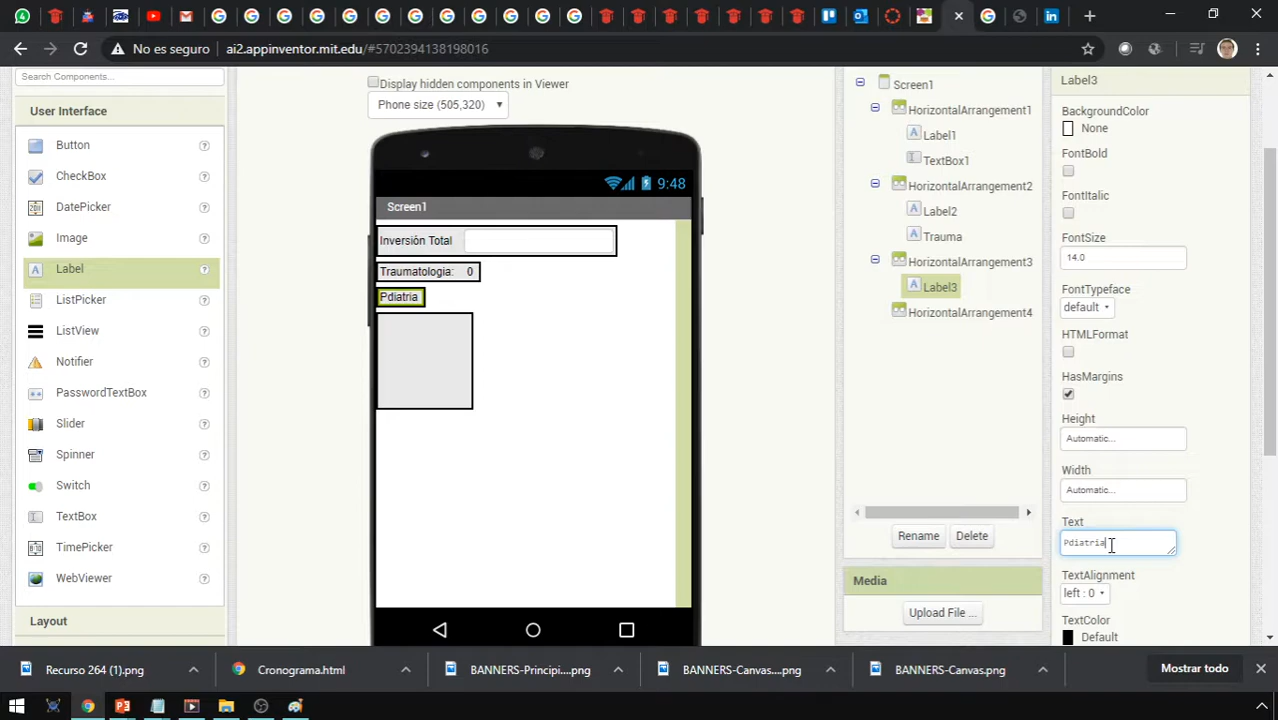 No es seguro
ai2.appinventor.mit.edu/#5702394138198016
Search Components...
User Interface
Button
CheckBox
DatePicker
Image
Label
ListPicker
ListView
Notifier
PasswordTextBox
Slider
Spinner
Switch
TextBox
TimePicker
WebViewer
Layout
Display hidden components in Viewer
Phone size (505,320)
9:48
Screen1
Inversión Total
Traumatologia: 0
Pdiatria
Screen1
HorizontalArrangement1
Label1
TextBox1
HorizontalArrangement2
Label2
Trauma
HorizontalArrangement3
Label3
HorizontalArrangement4
Rename
Delete
Media
Upload File ...
Label3
BackgroundColor
None
FontBold
FontItalic
FontSize
14.0
FontTypeface
default
HTMLFormat
HasMargins
Height
Automatic...
Width
Automatic...
Text
Pdiatria
TextAlignment
left : 0
TextColor
Default
Recurso 264 (1).png
Cronograma.html
BANNERS-Principi....png
BANNERS-Canvas....png
BANNERS-Canvas.png
Mostrar todo